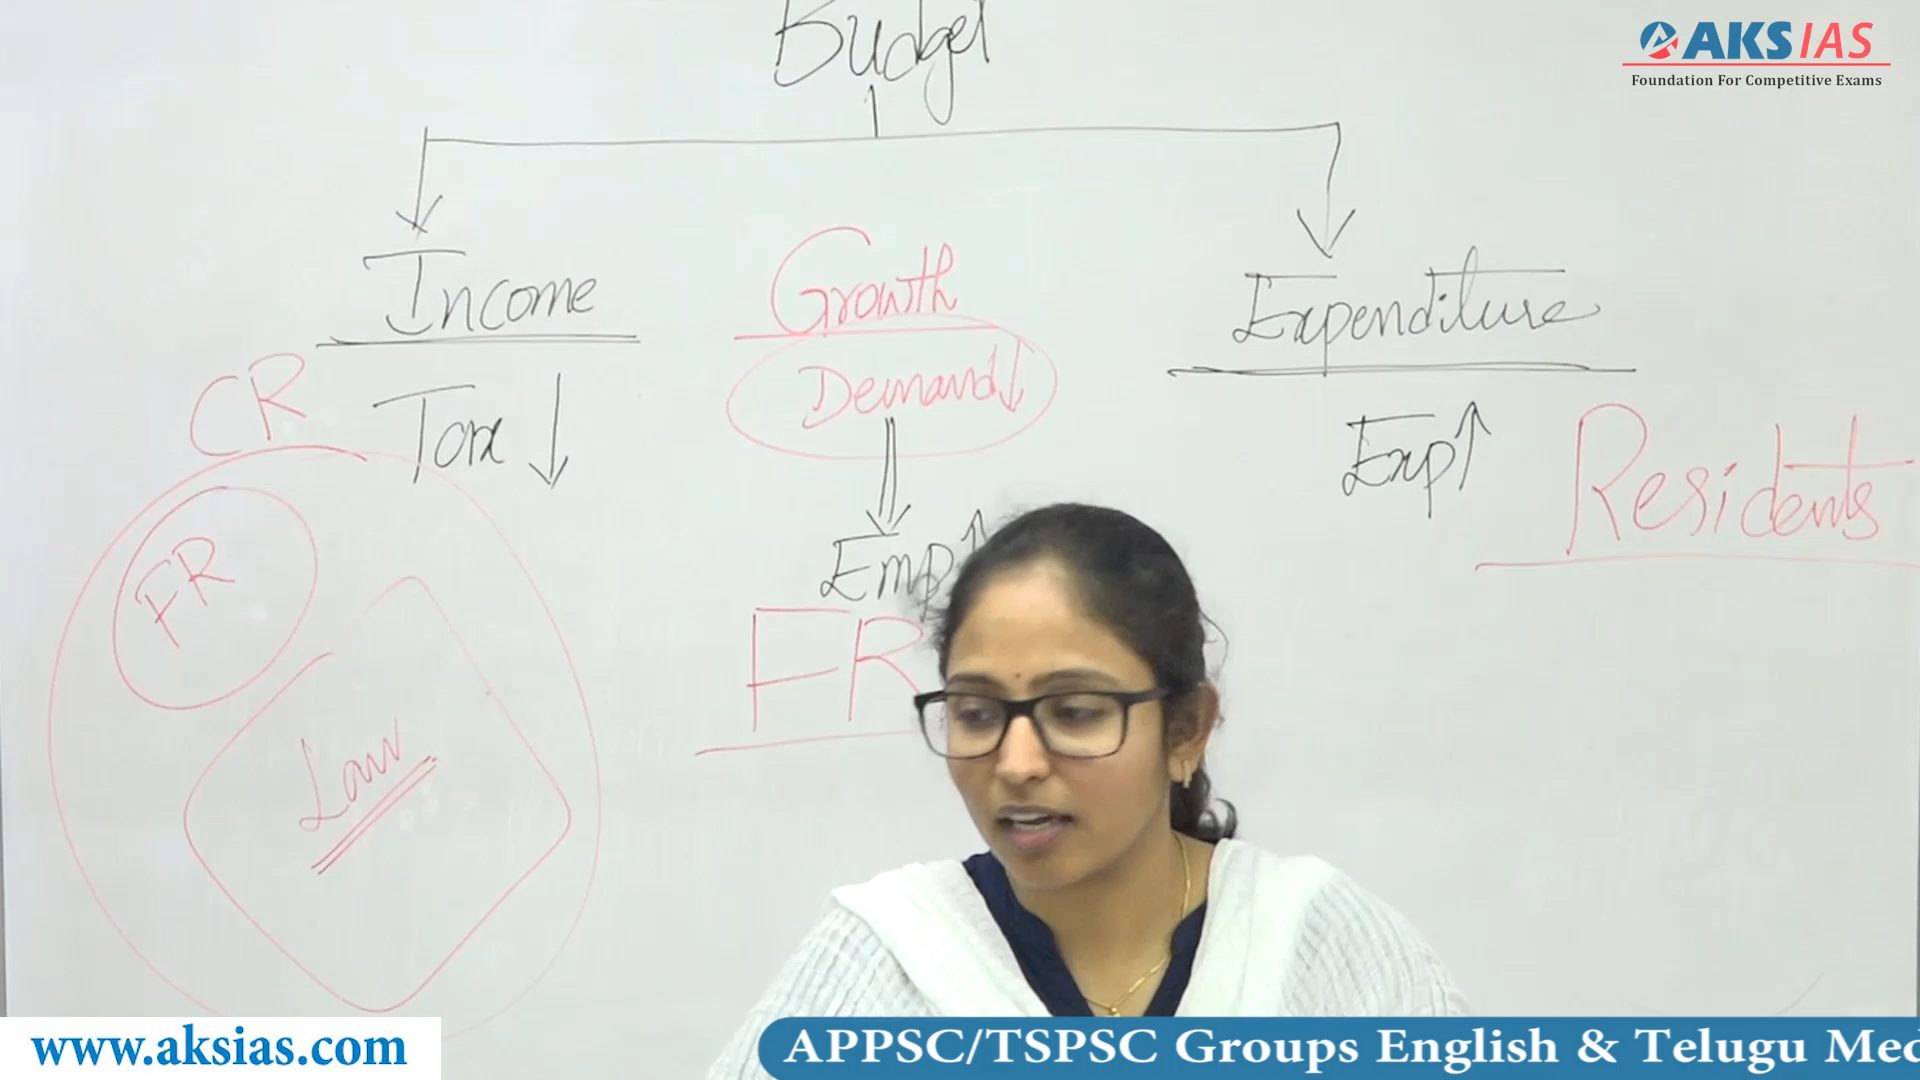 Budget
AKS IAS
Foundation For Competitive Exams
Income
Growth
Expenditure
Demand↓
CR
Tax ↓
Exp↑
Residents
FR
Emp↑
FR
Law
www.aksias.com
APPSC/TSPSC Groups English & Telugu Med